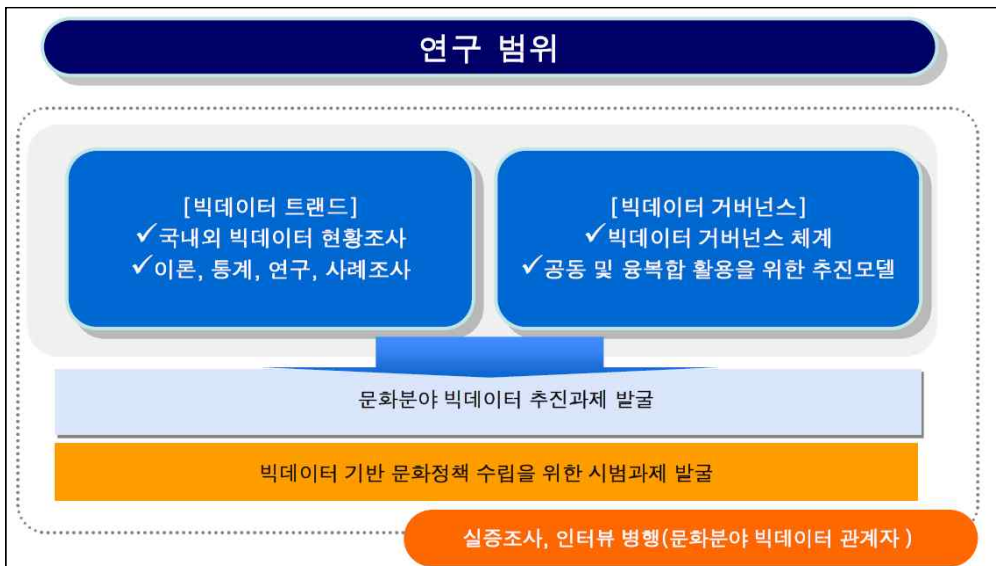 연구 범위
[빅데이터 트랜드]
✓국내외 빅데이터 현황조사
✓이론, 통계, 연구, 사례조사
[빅데이터 거버넌스]
✓빅데이터 거버넌스 체계
✓공동 및 융복합 활용을 위한 추진모델
문화분야 빅데이터 추진과제 발굴
빅데이터 기반 문화정책 수립을 위한 시범과제 발굴
실증조사, 인터뷰 병행(문화분야 빅데이터 관계자 )